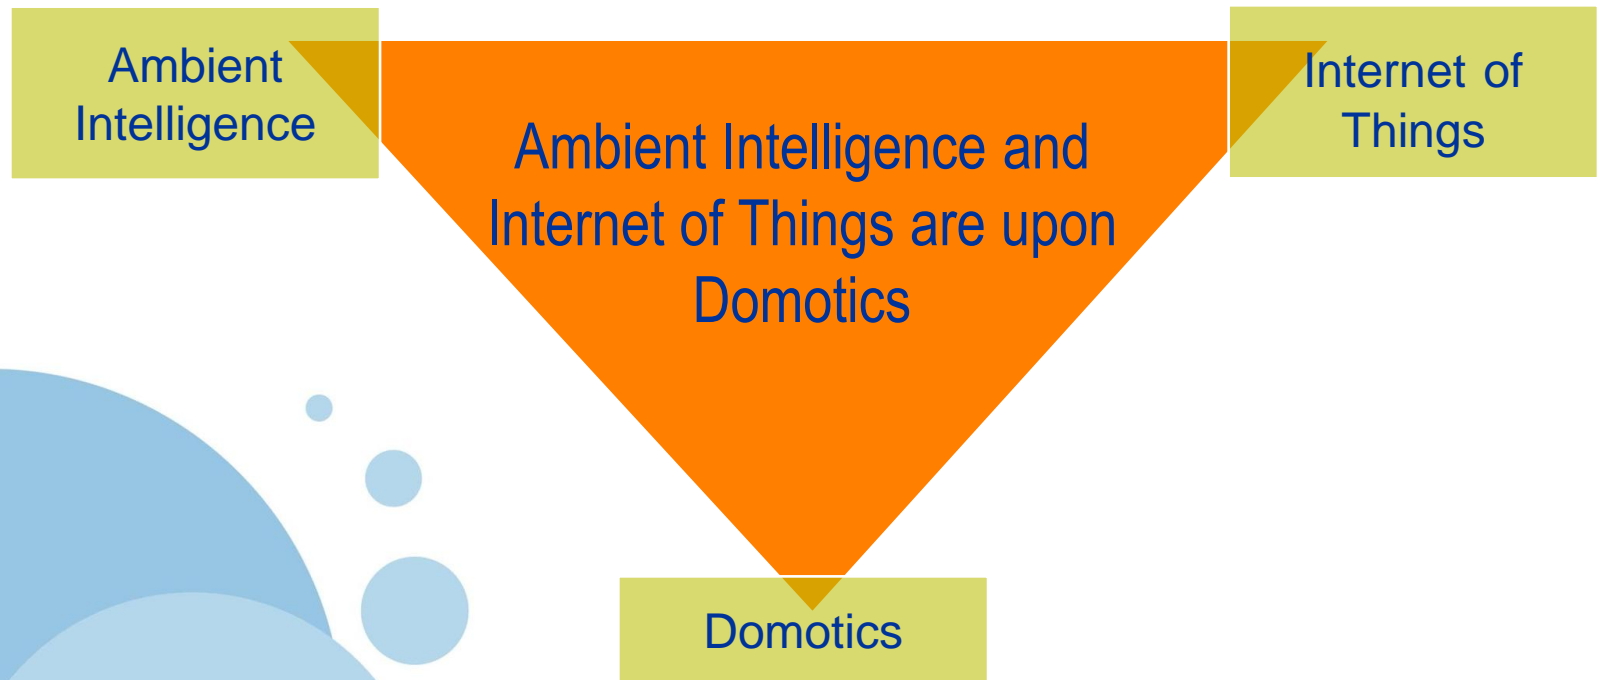 Ambient
Intelligence
Internet of
Things
Ambient Intelligence and
Internet of Things are upon
Domotics
Domotics